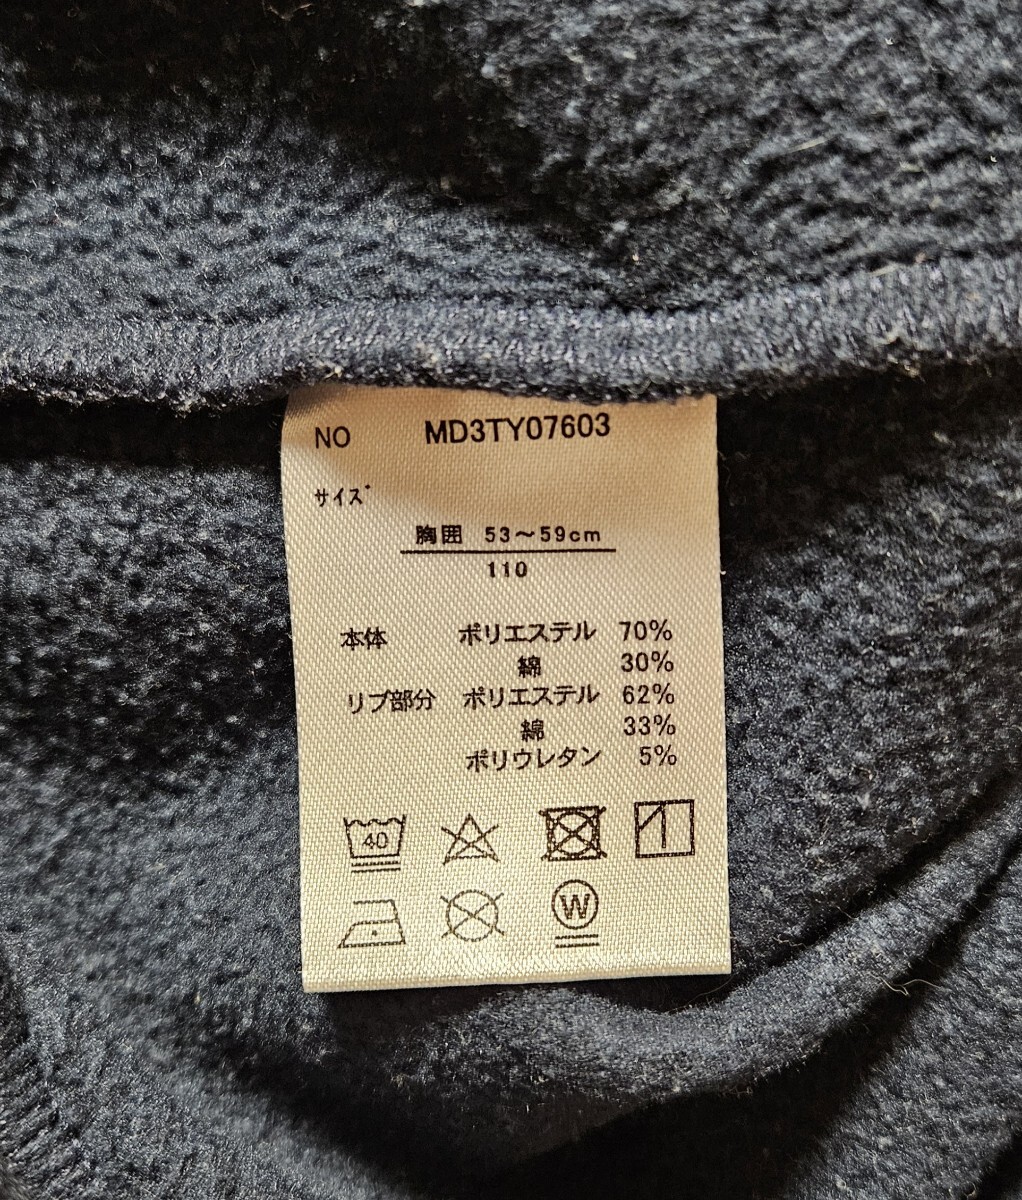 NO MD3TY07603
サイズ
胸囲 53～59cm
110
本体 ポリエステル 70%
綿 30%
リブ部分 ポリエステル 62%
綿 33%
ポリウレタン 5%
40
W